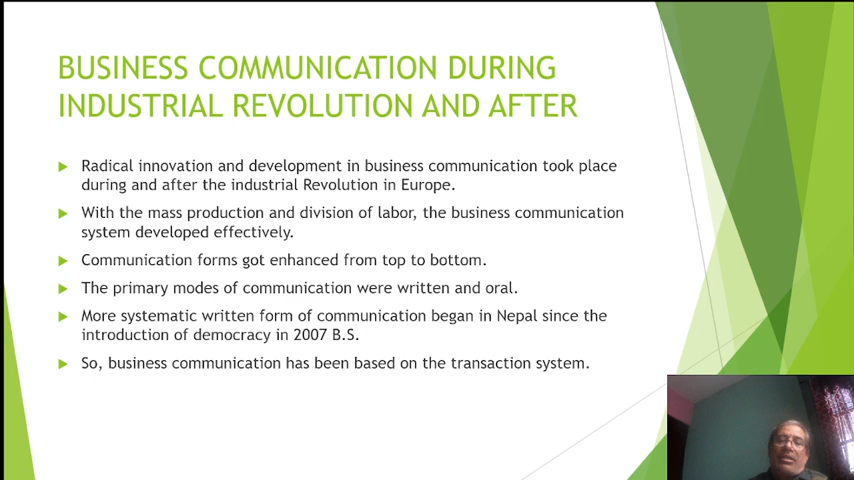 BUSINESS COMMUNICATION DURING
INDUSTRIAL REVOLUTION AND AFTER
Radical innovation and development in business communication took place
during and after the industrial Revolution in Europe.
With the mass production and division of labor, the business communication
system developed effectively.
Communication forms got enhanced from top to bottom.
The primary modes of communication were written and oral.
More systematic written form of communication began in Nepal since the
introduction of democracy in 2007 B.S.
So, business communication has been based on the transaction system.